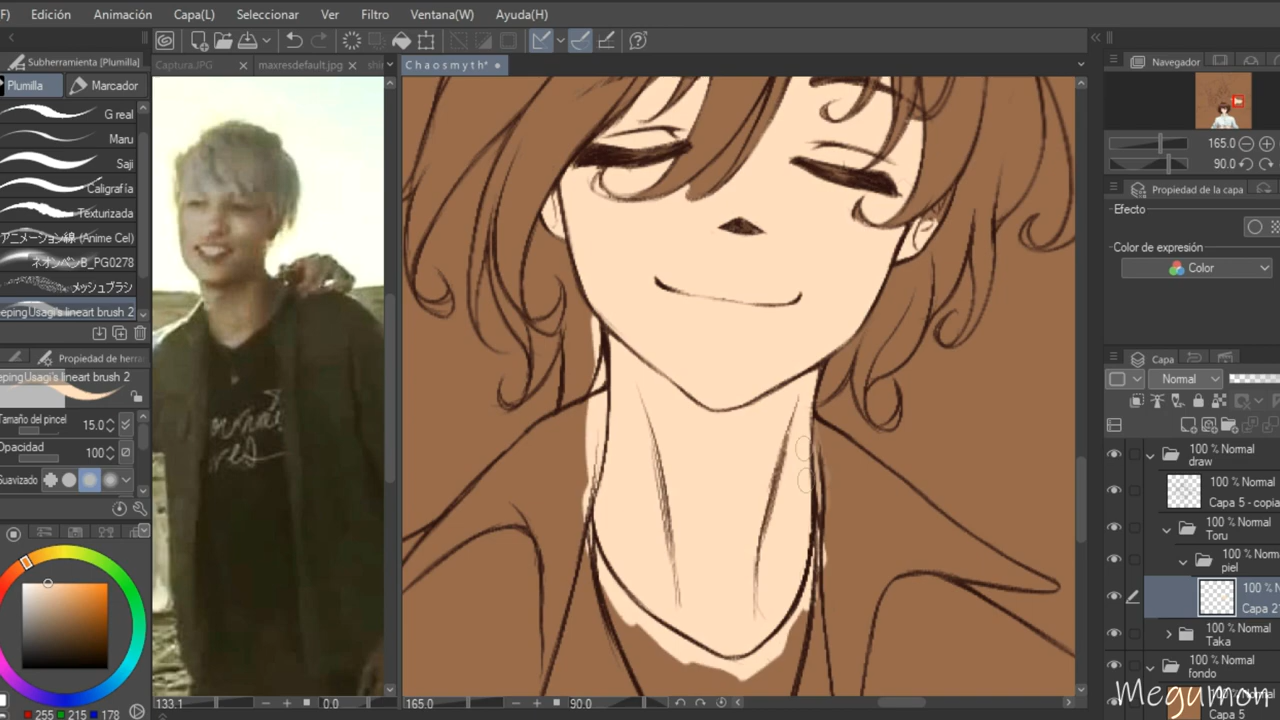 F) Edición Animación Capa(L) Seleccionar Ver Filtro Ventana(W) Ayuda(H)
Subherramienta [Plumilla]
Captura.JPG maxresdefault.jpg Chaosmyth*
Plumilla Marcador
G real
Maru
Saji
Caligrafía
Texturizada
アニメーション線 (Anime Cel)
ネオンペンB_PG0278
メッシュブラシ
epingUsagi's lineart brush 2
Propiedad de herra
epingUsagi's lineart brush 2
Tamaño del pincel 15.0
Opacidad 100
Suavizado
255 215 178
133.1 0.0
165.0 90.0
Navegador
165.0
90.0
Propiedad de la capa
Efecto
Color de expresión
Color
Capa
Normal
100 % Normal
draw
100 % Normal
Capa 5 - copia
100 % Normal
Toru
100 % Norm
piel
100 % N
Capa 2
100 % Normal
Taka
100 % Normal
fondo
Capa 5
Megumon